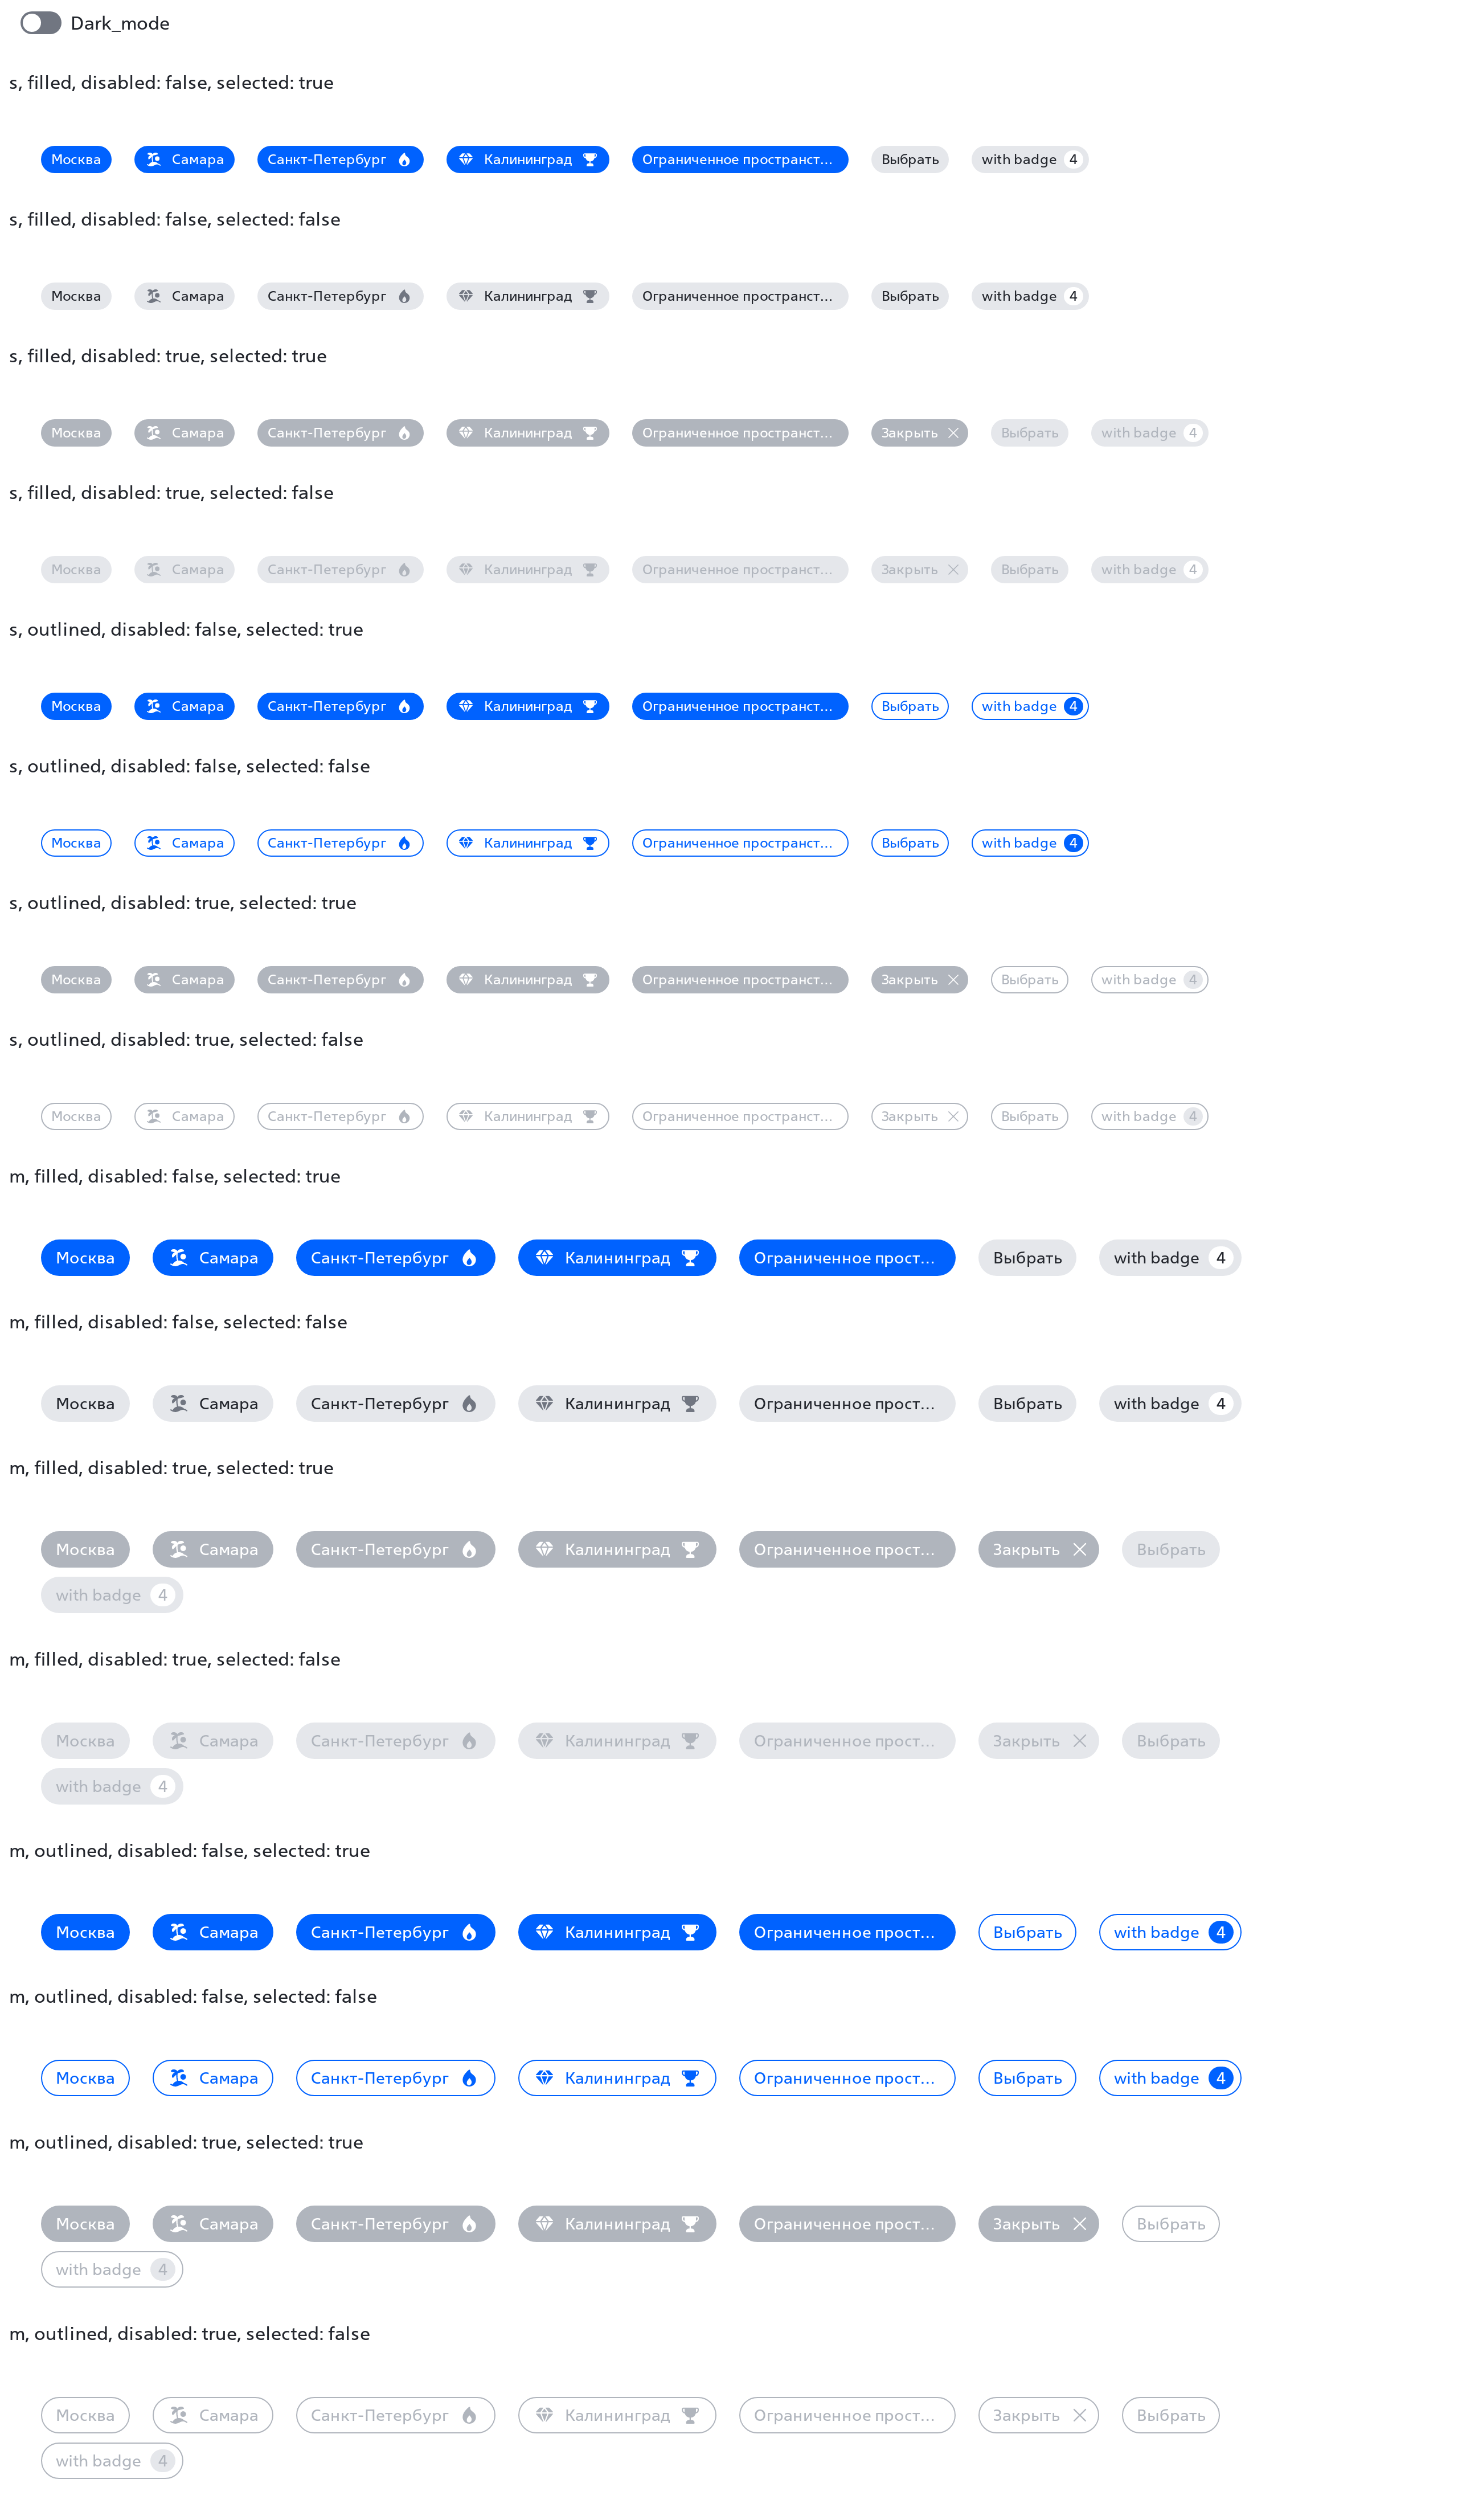 Dark_mode
s, filled, disabled: false, selected: true
Москва Самара Санкт-Петербург Калининград Ограниченное пространст... Выбрать with badge 4
s, filled, disabled: false, selected: false
Москва Самара Санкт-Петербург Калининград Ограниченное пространст... Выбрать with badge 4
s, filled, disabled: true, selected: true
Москва Самара Санкт-Петербург Калининград Ограниченное пространст... Закрыть Выбрать with badge 4
s, filled, disabled: true, selected: false
Москва Самара Санкт-Петербург Калининград Ограниченное пространст... Закрыть Выбрать with badge 4
s, outlined, disabled: false, selected: true
Москва Самара Санкт-Петербург Калининград Ограниченное пространст... Выбрать with badge 4
s, outlined, disabled: false, selected: false
Москва Самара Санкт-Петербург Калининград Ограниченное пространст... Выбрать with badge 4
s, outlined, disabled: true, selected: true
Москва Самара Санкт-Петербург Калининград Ограниченное пространст... Закрыть Выбрать with badge 4
s, outlined, disabled: true, selected: false
Москва Самара Санкт-Петербург Калининград Ограниченное пространст... Закрыть Выбрать with badge 4
m, filled, disabled: false, selected: true
Москва Самара Санкт-Петербург Калининград Ограниченное прост... Выбрать with badge 4
m, filled, disabled: false, selected: false
Москва Самара Санкт-Петербург Калининград Ограниченное прост... Выбрать with badge 4
m, filled, disabled: true, selected: true
Москва Самара Санкт-Петербург Калининград Ограниченное прост... Закрыть Выбрать
with badge 4
m, filled, disabled: true, selected: false
Москва Самара Санкт-Петербург Калининград Ограниченное прост... Закрыть Выбрать
with badge 4
m, outlined, disabled: false, selected: true
Москва Самара Санкт-Петербург Калининград Ограниченное прост... Выбрать with badge 4
m, outlined, disabled: false, selected: false
Москва Самара Санкт-Петербург Калининград Ограниченное прост... Выбрать with badge 4
m, outlined, disabled: true, selected: true
Москва Самара Санкт-Петербург Калининград Ограниченное прост... Закрыть Выбрать
with badge 4
m, outlined, disabled: true, selected: false
Москва Самара Санкт-Петербург Калининград Ограниченное прост... Закрыть Выбрать
with badge 4